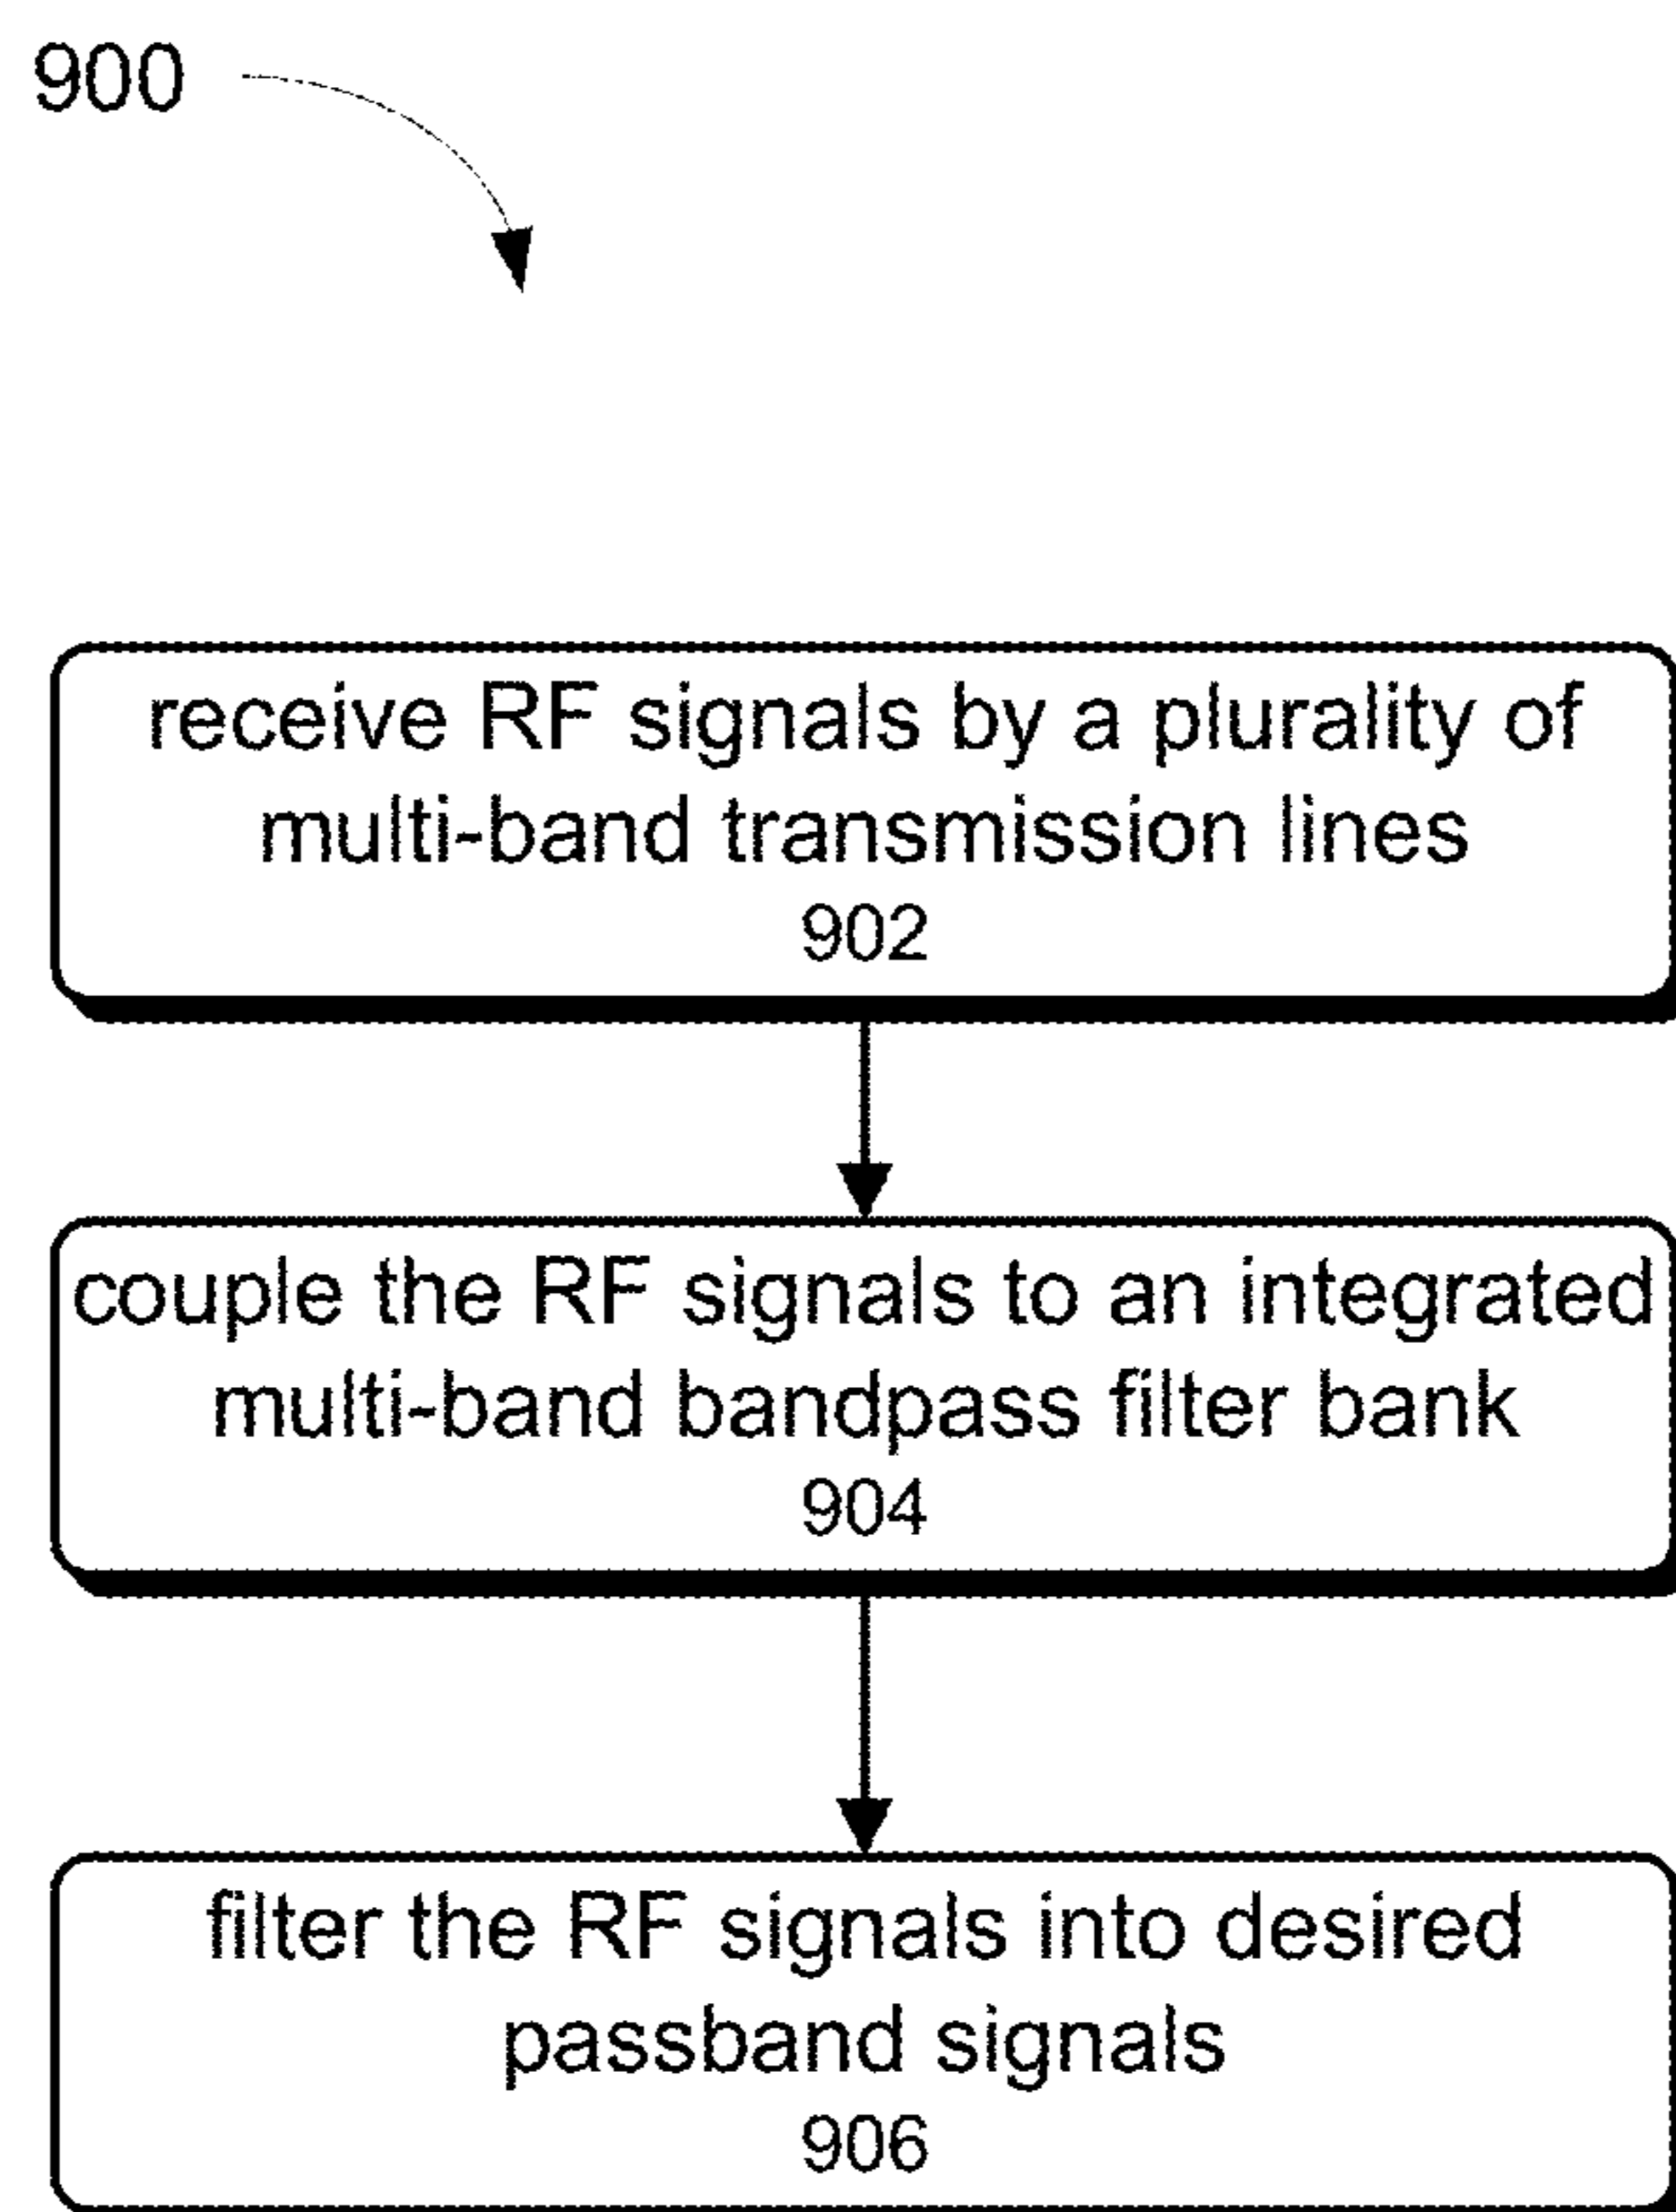 900
receive RF signals by a plurality of
multi-band transmission lines
902
couple the RF signals to an integrated
multi-band bandpass filter bank
904
filter the RF signals into desired
passband signals
906